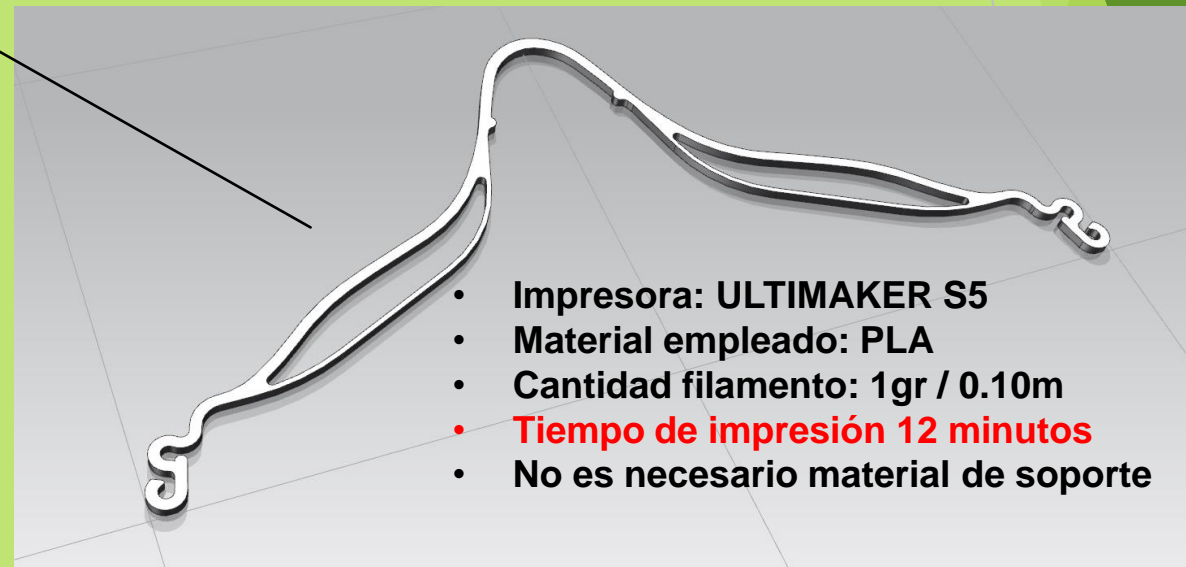 • Impresora: ULTIMAKER S5
• Material empleado: PLA
• Cantidad filamento: 1gr / 0.10m
• Tiempo de impresión 12 minutos
• No es necesario material de soporte